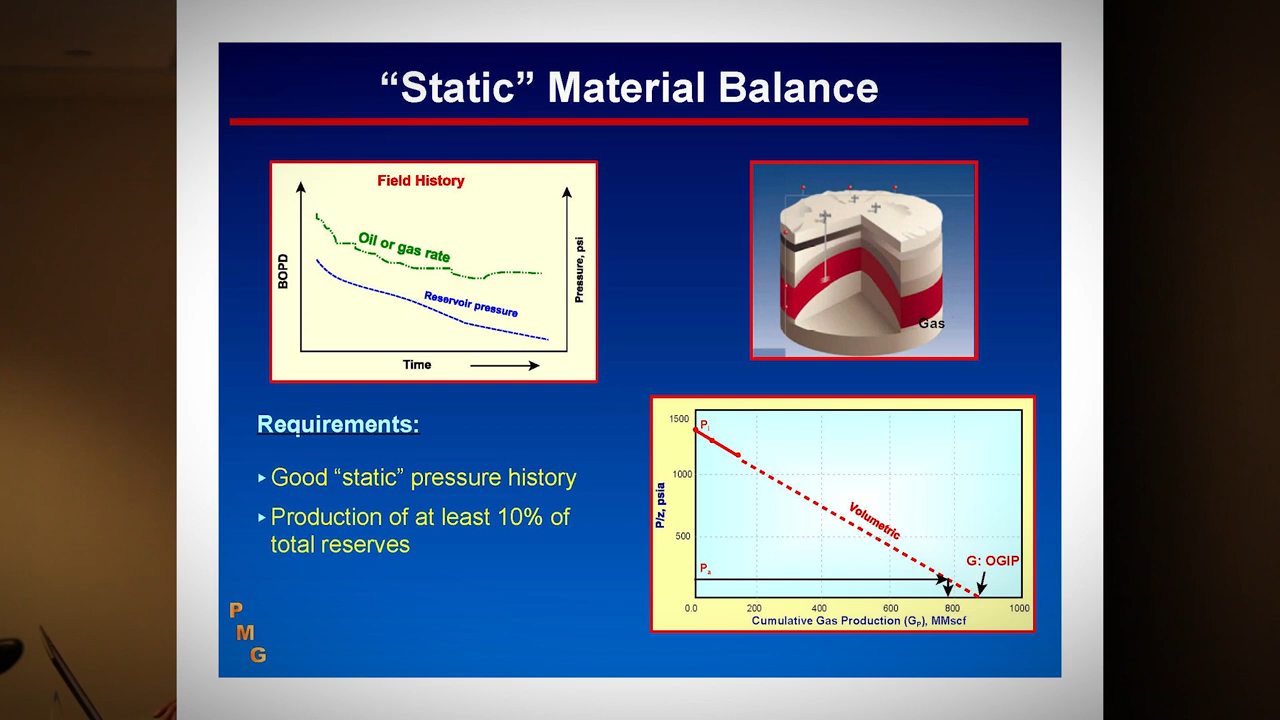 “Static” Material Balance
Field History
BOPD
Oil or gas rate
Reservoir pressure
Pressure, psi
Time
Gas
Requirements:
Good “static” pressure history
Production of at least 10% of
total reserves
1500
1000
500
P/z, psia
Pi
Volumetric
G: OGIP
Pa
0.0 200 400 600 800 1000
Cumulative Gas Production (GP), MMscf
P
M
G